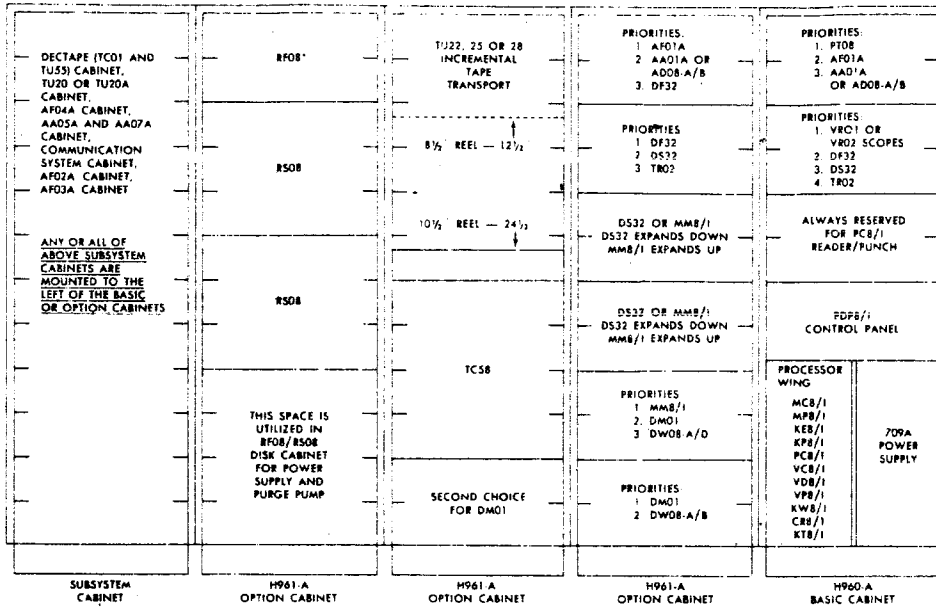 DECTAPE (TC01 AND
TU55) CABINET,
TU20 OR TU20A
CABINET,
AF04A CABINET,
AA05A AND AA07A
CABINET,
COMMUNICATION
SYSTEM CABINET,
AF02A CABINET,
AF03A CABINET
ANY OR ALL OF
ABOVE SUBSYSTEM
CABINETS ARE
MOUNTED TO THE
LEFT OF THE BASIC
OR OPTION CABINETS
SUBSYSTEM
CABINET
RF08*
RS08
RS08
THIS SPACE IS
UTILIZED IN
RF08/RS08
DISK CABINET
FOR POWER
SUPPLY AND
PURGE PUMP
H961-A
OPTION CABINET
TU22, 25 OR 28
INCREMENTAL
TAPE
TRANSPORT
8½ REEL — 12½
10½ REEL — 24½
TC58
SECOND CHOICE
FOR DM01
H961-A
OPTION CABINET
PRIORITIES:
1 AF01A
2 AA01A OR
AD08-A/B
3. DF32
PRIORITIES
1 DF32
2 DS32
3 TR02
DS32 OR MM8/I
DS32 EXPANDS DOWN
MM8/I EXPANDS UP
DS32 OR MM8/I
DS32 EXPANDS DOWN
MM8/I EXPANDS UP
PRIORITIES
1 MM8/I
2. DM01
3 DW08-A/D
PRIORITIES:
1 DM01
2 DW08-A/B
H961-A
OPTION CABINET
PRIORITIES:
1. PT08
2. AF01A
3. AA01A
OR AD08-A/B
PRIORITIES:
1. VR01 OR
VR02 SCOPES
2. DF32
3. DS32
4. TR02
ALWAYS RESERVED
FOR PC8/I
READER/PUNCH
PDP8/I
CONTROL PANEL
PROCESSOR
WING
MC8/I
MP8/I
KE8/I
KP8/I
PC8/I
VC8/I
VD8/I
VP8/I
KW8/I
CR8/I
KT8/I
709A
POWER
SUPPLY
H960-A
BASIC CABINET